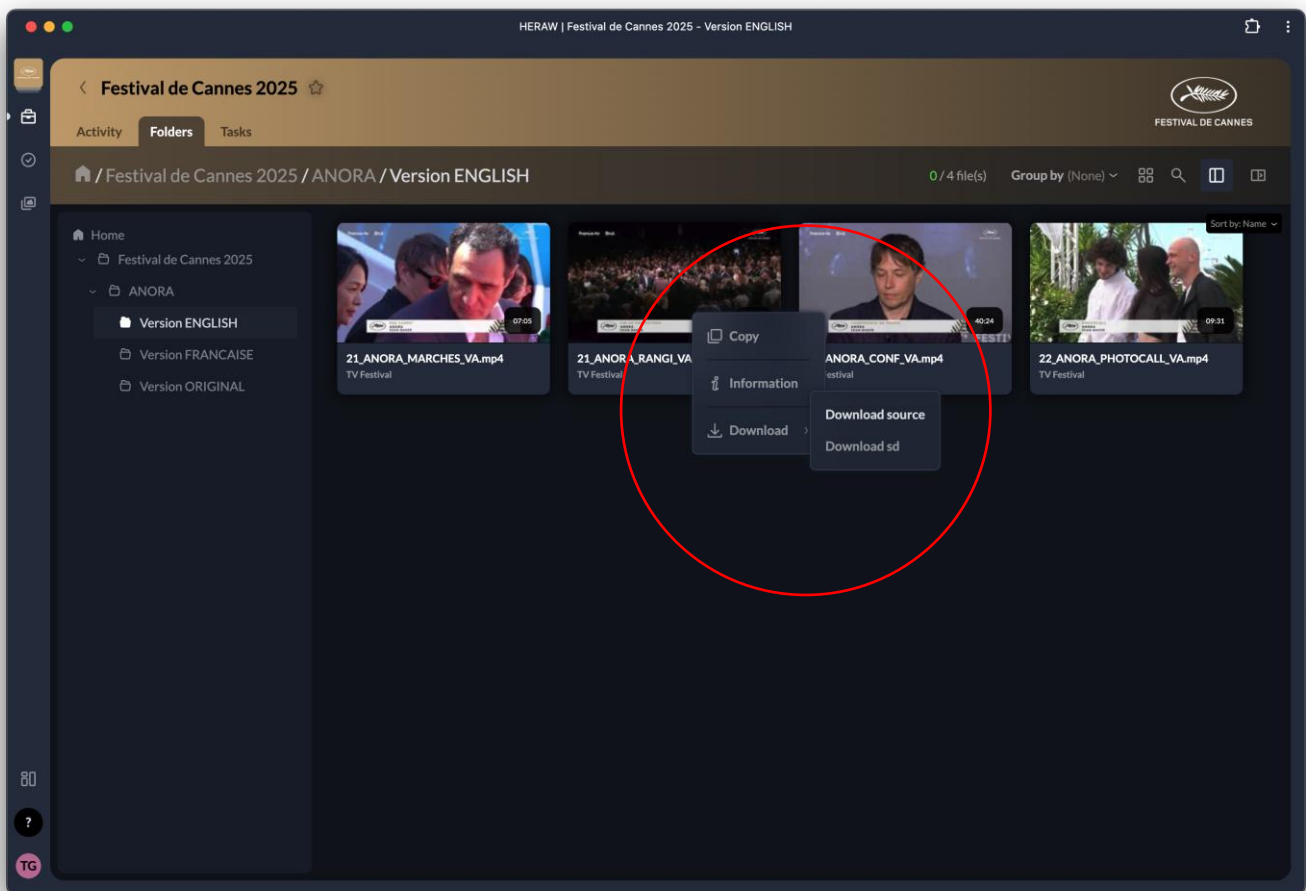 HERAW | Festival de Cannes 2025 - Version ENGLISH
Festival de Cannes 2025
FESTIVAL DE CANNES
Activity Folders Tasks
/ Festival de Cannes 2025 / ANORA / Version ENGLISH
0 / 4 file(s) Group by (None)
Sort by: Name
Home
Festival de Cannes 2025
ANORA
Version ENGLISH
Version FRANCAISE
Version ORIGINAL
07:05
40:24
09:31
21_ANORA_MARCHES_VA.mp4
TV Festival
21_ANORA_RANGI_VA
TV Festival
ANORA_CONF_VA.mp4
estival
22_ANORA_PHOTOCALL_VA.mp4
TV Festival
Copy
Information
Download
Download source
Download sd
?
TG